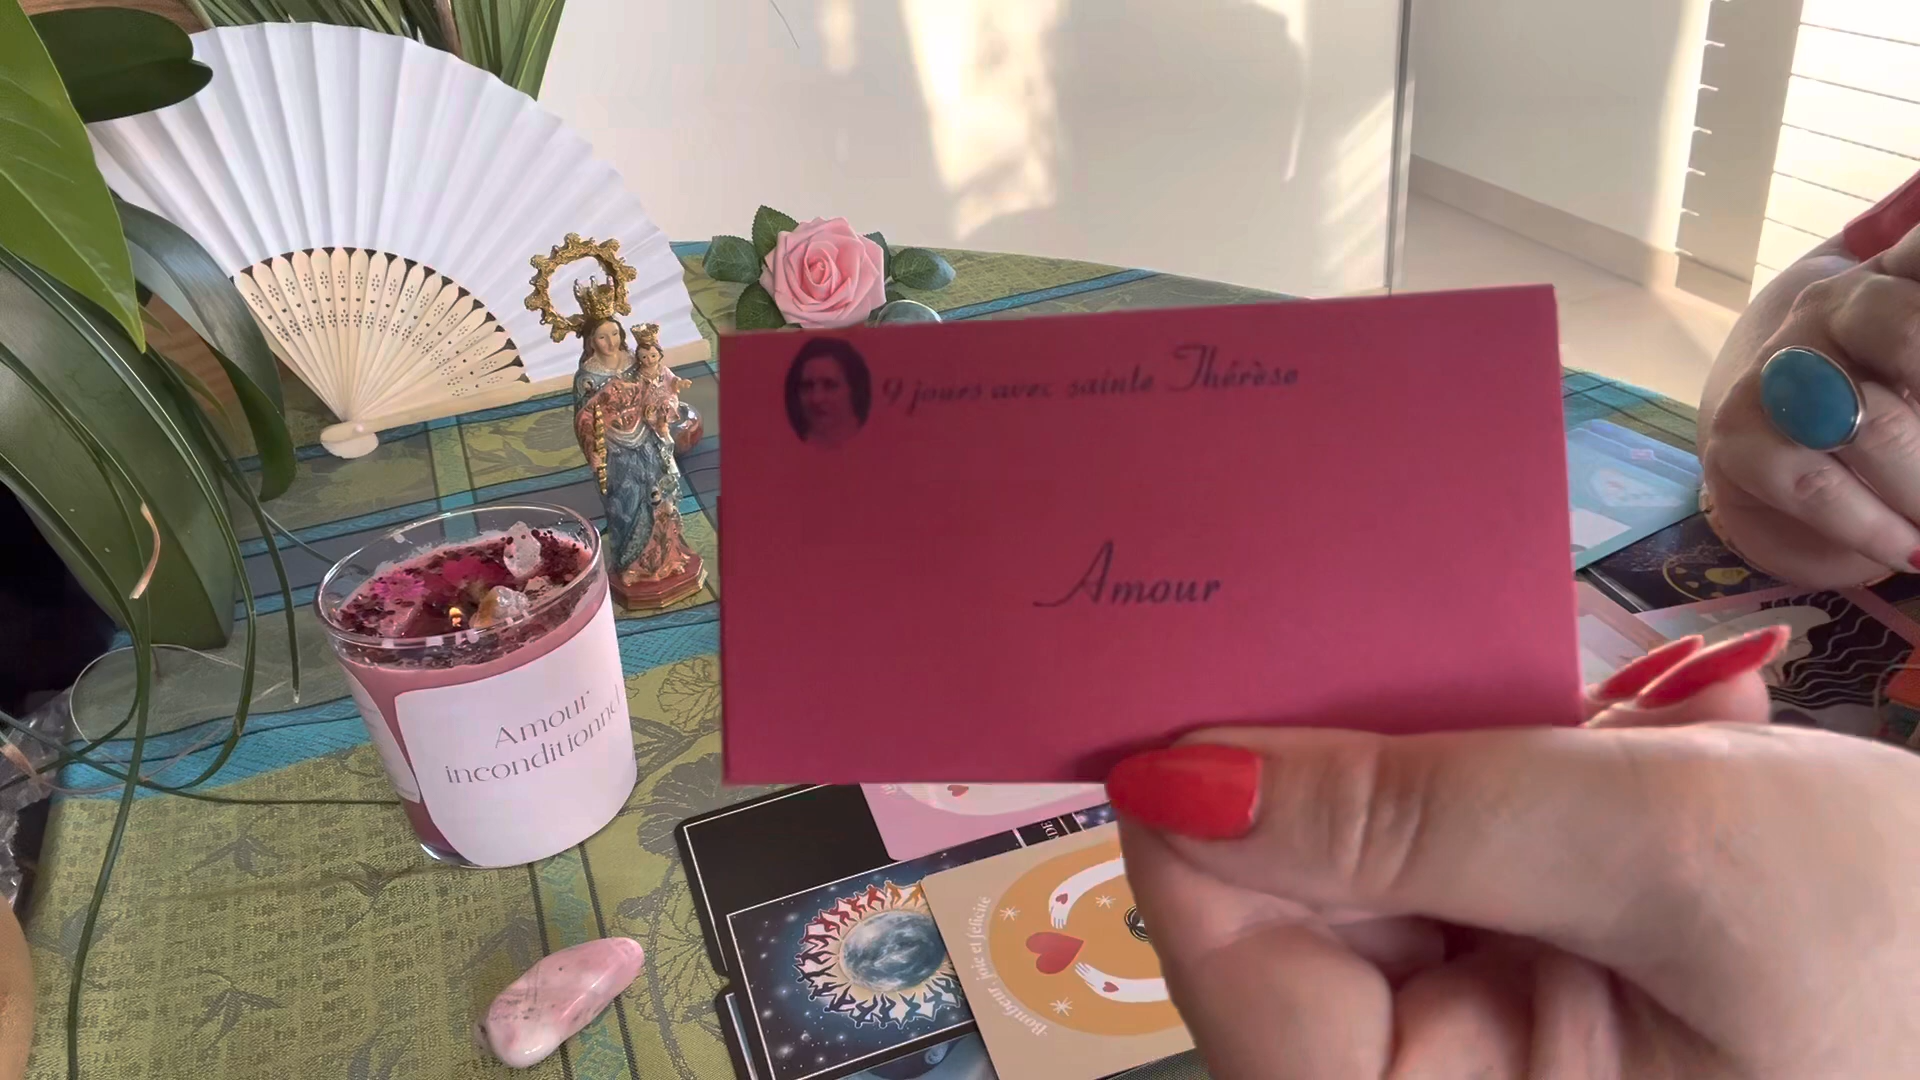 9 jours avec sainte Thérèse
Amour
Amour
inconditionnel
Bonheur, joie et félicité